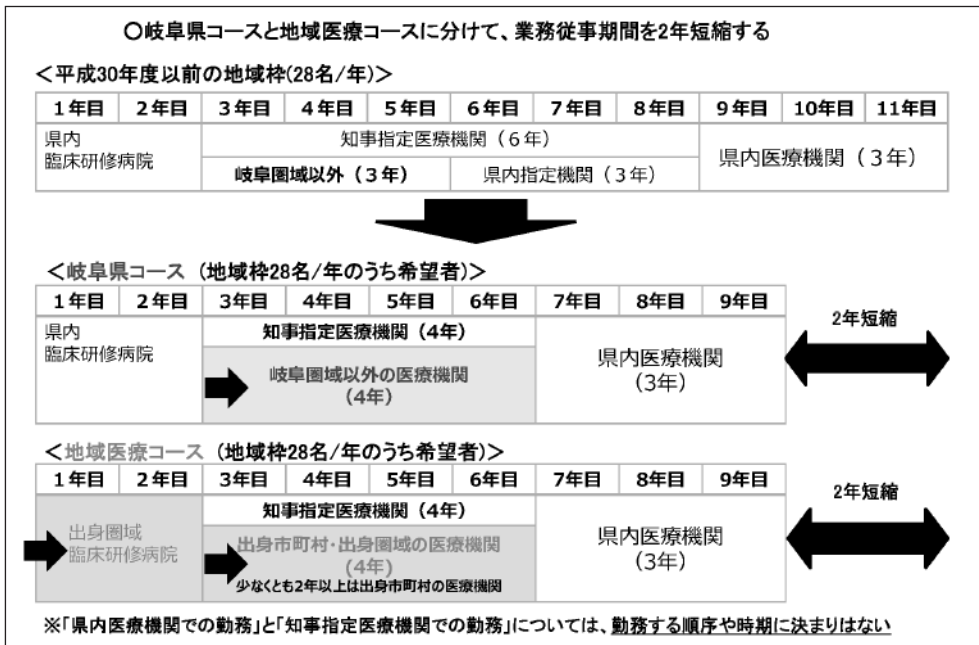 〇岐阜県コースと地域医療コースに分けて、業務従事期間を2年短縮する
＜平成30年度以前の地域枠(28名/年)＞
1年目 2年目 3年目 4年目 5年目 6年目 7年目 8年目 9年目 10年目 11年目
県内
臨床研修病院
知事指定医療機関（6年）
岐阜圏域以外（3年） 県内指定機関（3年）
県内医療機関（3年）
＜岐阜県コース （地域枠28名/年のうち希望者)＞
1年目 2年目 3年目 4年目 5年目 6年目 7年目 8年目 9年目
県内
臨床研修病院
知事指定医療機関（4年）
岐阜圏域以外の医療機関
（4年）
県内医療機関
（3年）
2年短縮
＜地域医療コース （地域枠28名/年のうち希望者)＞
1年目 2年目 3年目 4年目 5年目 6年目 7年目 8年目 9年目
出身圏域
臨床研修病院
知事指定医療機関（4年）
出身市町村・出身圏域の医療機関
（4年）
少なくとも2年以上は出身市町村の医療機関
県内医療機関
（3年）
2年短縮
※「県内医療機関での勤務」と「知事指定医療機関での勤務」については、勤務する順序や時期に決まりはない